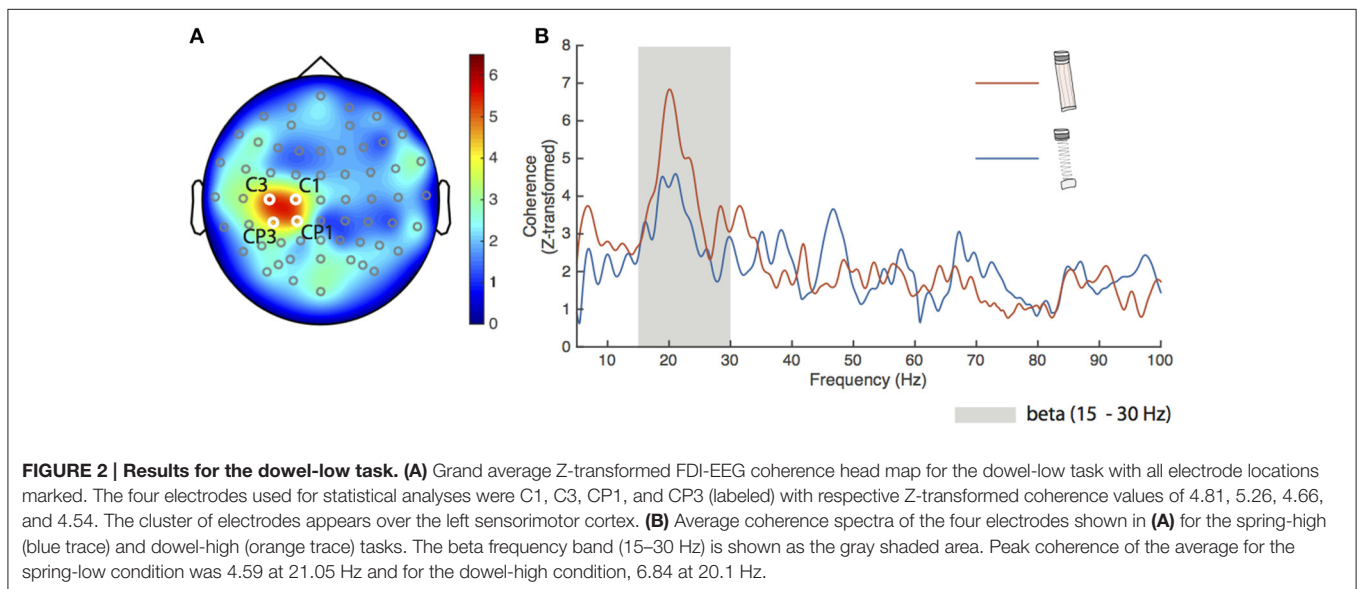 A
B
C3
C1
CP3
CP1
6
5
4
3
2
1
0
8
7
6
5
4
3
2
1
0
Coherence
(Z-transformed)
10 20 30 40 50 60 70 80 90 100
Frequency (Hz)
beta (15 - 30 Hz)
FIGURE 2 | Results for the dowel-low task. (A) Grand average Z-transformed FDI-EEG coherence head map for the dowel-low task with all electrode locations
marked. The four electrodes used for statistical analyses were C1, C3, CP1, and CP3 (labeled) with respective Z-transformed coherence values of 4.81, 5.26, 4.66,
and 4.54. The cluster of electrodes appears over the left sensorimotor cortex. (B) Average coherence spectra of the four electrodes shown in (A) for the spring-high
(blue trace) and dowel-high (orange trace) tasks. The beta frequency band (15–30 Hz) is shown as the gray shaded area. Peak coherence of the average for the
spring-low condition was 4.59 at 21.05 Hz and for the dowel-high condition, 6.84 at 20.1 Hz.